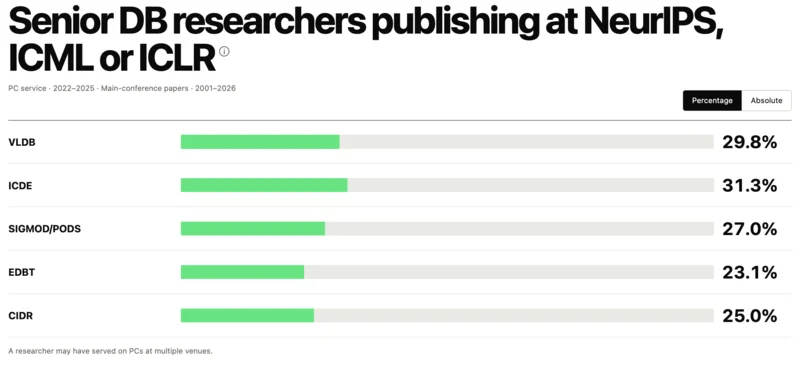 Senior DB researchers publishing at NeurIPS,
ICML or ICLR ⓘ
PC service · 2022–2025 · Main-conference papers · 2001–2026
Percentage Absolute
VLDB 29.8%
ICDE 31.3%
SIGMOD/PODS 27.0%
EDBT 23.1%
CIDR 25.0%
A researcher may have served on PCs at multiple venues.